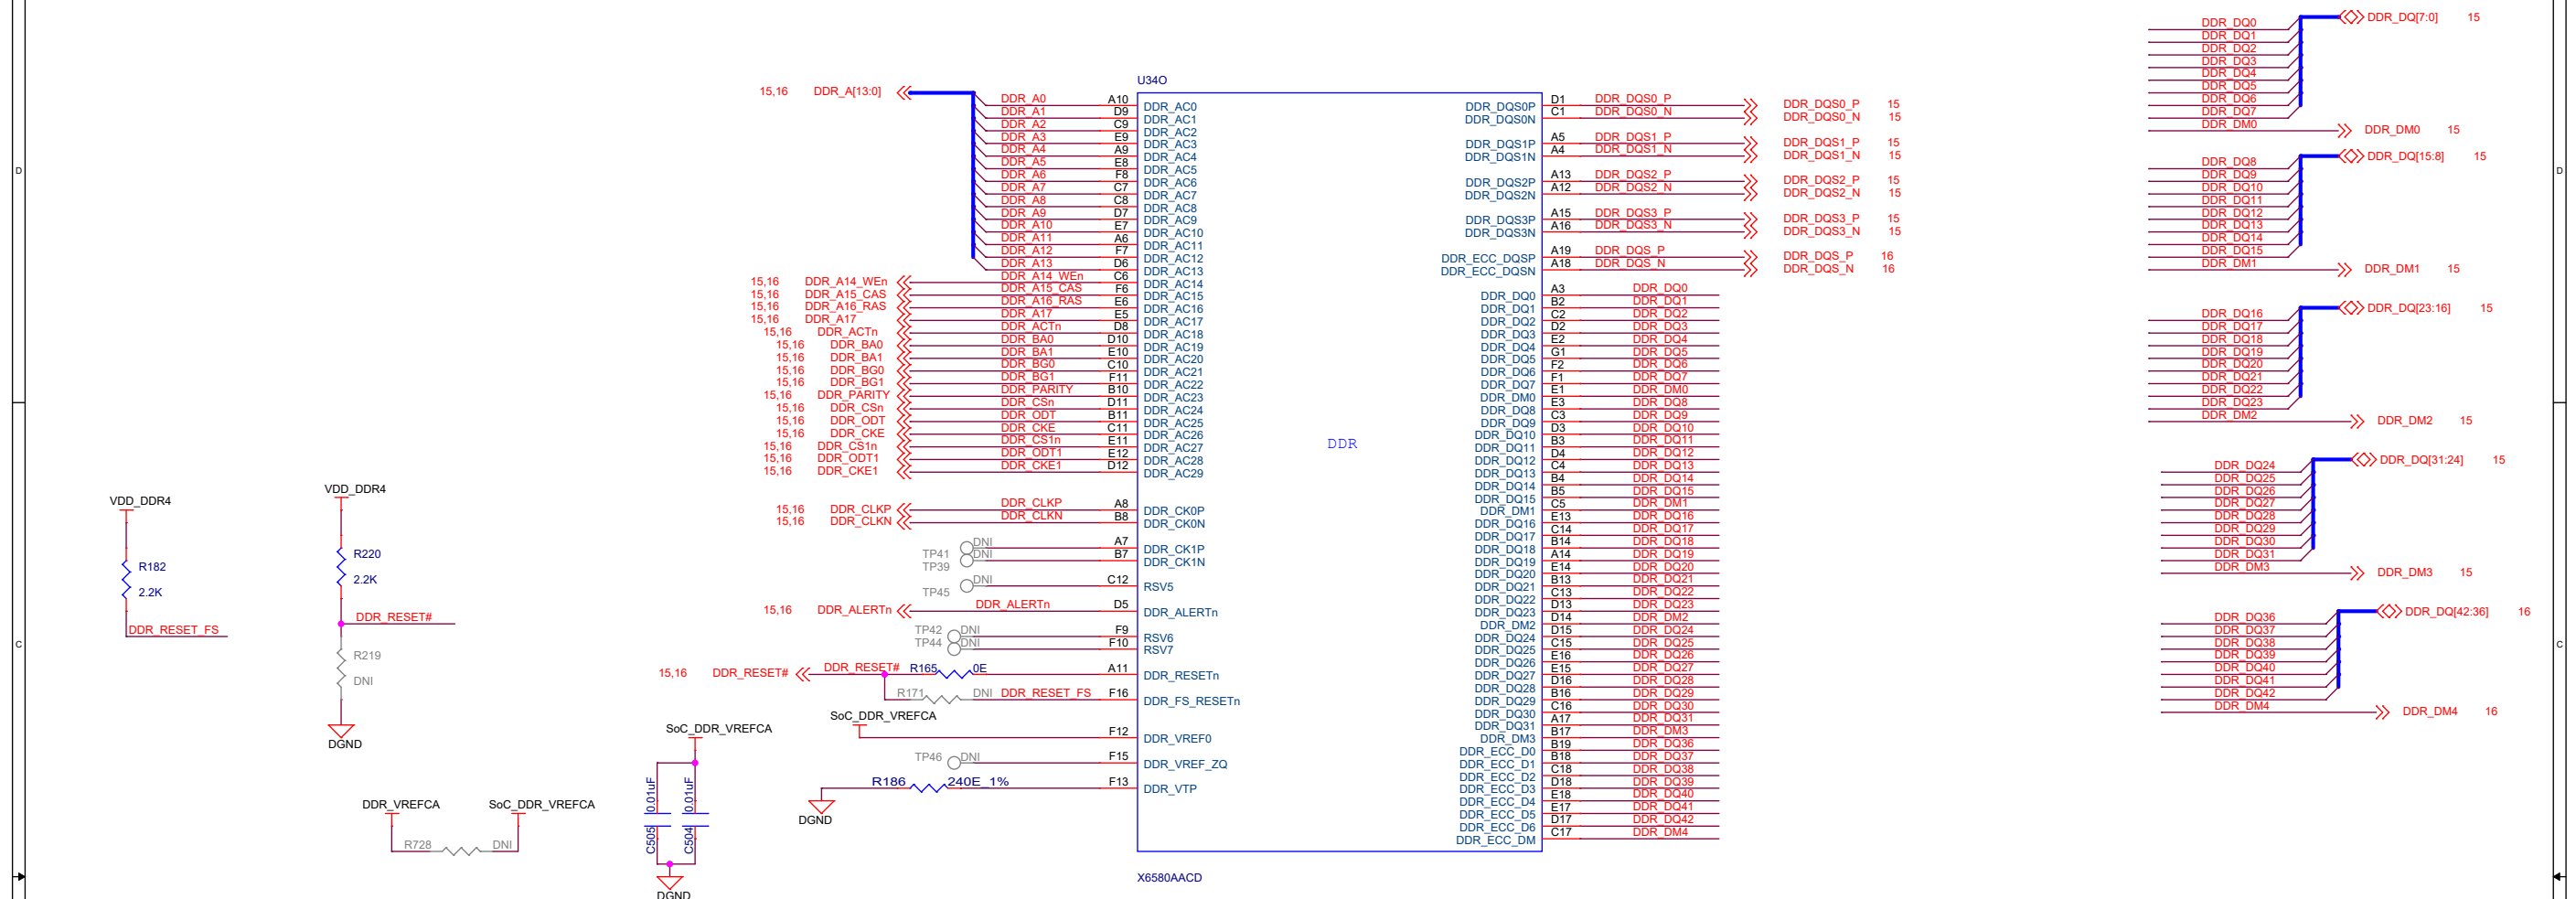 U34O
15,16 DDR_A[13:0]
DDR_A0 A10 DDR_AC0
DDR_A1 D9 DDR_AC1
DDR_A2 C9 DDR_AC2
DDR_A3 E9 DDR_AC3
DDR_A4 A9 DDR_AC4
DDR_A5 E8 DDR_AC5
DDR_A6 F8 DDR_AC6
DDR_A7 C7 DDR_AC7
DDR_A8 C8 DDR_AC8
DDR_A9 D7 DDR_AC9
DDR_A10 E7 DDR_AC10
DDR_A11 A6 DDR_AC11
DDR_A12 F7 DDR_AC12
DDR_A13 D6 DDR_AC13
15,16 DDR_A14_WEn DDR_A14_WEn C6 DDR_AC14
15,16 DDR_A15_CAS DDR_A15_CAS F6 DDR_AC15
15,16 DDR_A16_RAS DDR_A16_RAS E6 DDR_AC16
15,16 DDR_A17 DDR_A17 E5 DDR_AC17
15,16 DDR_ACTn DDR_ACTn D8 DDR_AC18
15,16 DDR_BA0 DDR_BA0 D10 DDR_AC19
15,16 DDR_BA1 DDR_BA1 E10 DDR_AC20
15,16 DDR_BG0 DDR_BG0 C10 DDR_AC21
15,16 DDR_BG1 DDR_BG1 F11 DDR_AC22
15,16 DDR_PARITY DDR_PARITY B10 DDR_AC23
15,16 DDR_CSn DDR_CSn D11 DDR_AC24
15,16 DDR_ODT DDR_ODT B11 DDR_AC25
15,16 DDR_CKE DDR_CKE C11 DDR_AC26
15,16 DDR_CS1n DDR_CS1n E11 DDR_AC27
15,16 DDR_ODT1 DDR_ODT1 E12 DDR_AC28
15,16 DDR_CKE1 DDR_CKE1 D12 DDR_AC29
15,16 DDR_CLKP DDR_CLKP A8 DDR_CK0P
15,16 DDR_CLKN DDR_CLKN B8 DDR_CK0N
TP41 DNI A7 DDR_CK1P
TP39 DNI B7 DDR_CK1N
TP45 DNI C12 RSV5
15,16 DDR_ALERTn DDR_ALERTn D5 DDR_ALERTn
TP42 DNI F9 RSV6
TP44 DNI F10 RSV7
15,16 DDR_RESET# DDR_RESET# R165 0E A11 DDR_RESETn
R171 DNI DDR_RESET_FS F16 DDR_FS_RESETn
SoC_DDR_VREFCA
F12 DDR_VREF0
TP46 DNI F15 DDR_VREF_ZQ
R186 240E_1% F13 DDR_VTP
DGND
DDR
X6580AACD
DDR_DQS0P D1 DDR_DQS0_P DDR_DQS0_P 15
DDR_DQS0N C1 DDR_DQS0_N DDR_DQS0_N 15
DDR_DQS1P A5 DDR_DQS1_P DDR_DQS1_P 15
DDR_DQS1N A4 DDR_DQS1_N DDR_DQS1_N 15
DDR_DQS2P A13 DDR_DQS2_P DDR_DQS2_P 15
DDR_DQS2N A12 DDR_DQS2_N DDR_DQS2_N 15
DDR_DQS3P A15 DDR_DQS3_P DDR_DQS3_P 15
DDR_DQS3N A16 DDR_DQS3_N DDR_DQS3_N 15
DDR_ECC_DQSP A19 DDR_DQS_P DDR_DQS_P 16
DDR_ECC_DQSN A18 DDR_DQS_N DDR_DQS_N 16
DDR_DQ0 A3 DDR_DQ0
DDR_DQ1 B2 DDR_DQ1
DDR_DQ2 C2 DDR_DQ2
DDR_DQ3 D2 DDR_DQ3
DDR_DQ4 E2 DDR_DQ4
DDR_DQ5 G1 DDR_DQ5
DDR_DQ6 F2 DDR_DQ6
DDR_DQ7 F1 DDR_DQ7
DDR_DM0 E1 DDR_DM0
DDR_DQ8 E3 DDR_DQ8
DDR_DQ9 C3 DDR_DQ9
DDR_DQ10 D3 DDR_DQ10
DDR_DQ11 B3 DDR_DQ11
DDR_DQ12 D4 DDR_DQ12
DDR_DQ13 C4 DDR_DQ13
DDR_DQ14 B4 DDR_DQ14
DDR_DQ15 B5 DDR_DQ15
DDR_DM1 C5 DDR_DM1
DDR_DQ16 E13 DDR_DQ16
DDR_DQ17 C14 DDR_DQ17
DDR_DQ18 B14 DDR_DQ18
DDR_DQ19 A14 DDR_DQ19
DDR_DQ20 E14 DDR_DQ20
DDR_DQ21 B13 DDR_DQ21
DDR_DQ22 C13 DDR_DQ22
DDR_DQ23 D13 DDR_DQ23
DDR_DM2 D14 DDR_DM2
DDR_DQ24 D15 DDR_DQ24
DDR_DQ25 C15 DDR_DQ25
DDR_DQ26 E16 DDR_DQ26
DDR_DQ27 E15 DDR_DQ27
DDR_DQ28 D16 DDR_DQ28
DDR_DQ29 B16 DDR_DQ29
DDR_DQ30 C16 DDR_DQ30
DDR_DQ31 A17 DDR_DQ31
DDR_DM3 B17 DDR_DM3
DDR_ECC_D0 B19 DDR_DQ36
DDR_ECC_D1 B18 DDR_DQ37
DDR_ECC_D2 C18 DDR_DQ38
DDR_ECC_D3 D18 DDR_DQ39
DDR_ECC_D4 E18 DDR_DQ40
DDR_ECC_D5 E17 DDR_DQ41
DDR_ECC_D6 D17 DDR_DQ42
DDR_ECC_DM C17 DDR_DM4
DDR_DQ[7:0] 15
DDR_DQ0
DDR_DQ1
DDR_DQ2
DDR_DQ3
DDR_DQ4
DDR_DQ5
DDR_DQ6
DDR_DQ7
DDR_DM0 DDR_DM0 15
DDR_DQ[15:8] 15
DDR_DQ8
DDR_DQ9
DDR_DQ10
DDR_DQ11
DDR_DQ12
DDR_DQ13
DDR_DQ14
DDR_DQ15
DDR_DM1 DDR_DM1 15
DDR_DQ[23:16] 15
DDR_DQ16
DDR_DQ17
DDR_DQ18
DDR_DQ19
DDR_DQ20
DDR_DQ21
DDR_DQ22
DDR_DQ23
DDR_DM2 DDR_DM2 15
DDR_DQ[31:24] 15
DDR_DQ24
DDR_DQ25
DDR_DQ26
DDR_DQ27
DDR_DQ28
DDR_DQ29
DDR_DQ30
DDR_DQ31
DDR_DM3 DDR_DM3 15
DDR_DQ[42:36] 16
DDR_DQ36
DDR_DQ37
DDR_DQ38
DDR_DQ39
DDR_DQ40
DDR_DQ41
DDR_DQ42
DDR_DM4 DDR_DM4 16
VDD_DDR4
R182
2.2K
DDR_RESET_FS
VDD_DDR4
R220
2.2K
DDR_RESET#
R219
DNI
DGND
DDR_VREFCA SoC_DDR_VREFCA
R728 DNI
SoC_DDR_VREFCA
C505 0.01uF
C504 0.01uF
DGND
D
D
C
C